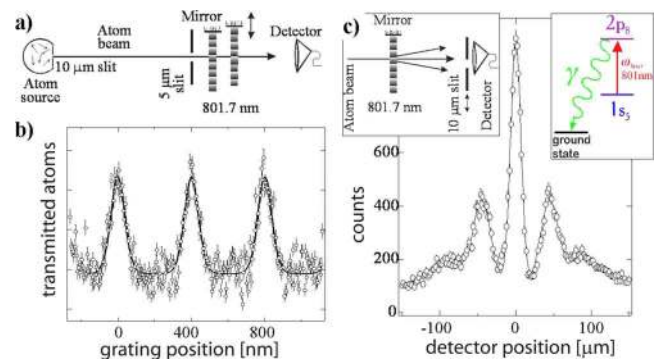 a)
Atom
beam
Mirror
Detector
10 μm slit
Atom
source
5 μm
slit
801.7 nm
b)
transmitted atoms
0
400
800
grating position [nm]
c)
Mirror
Atom beam
801.7 nm
10 μm slit
Detector
2p8
801nm
γ
1s5
ground
state
counts
600
400
200
0
-100
0
100
detector position [μm]